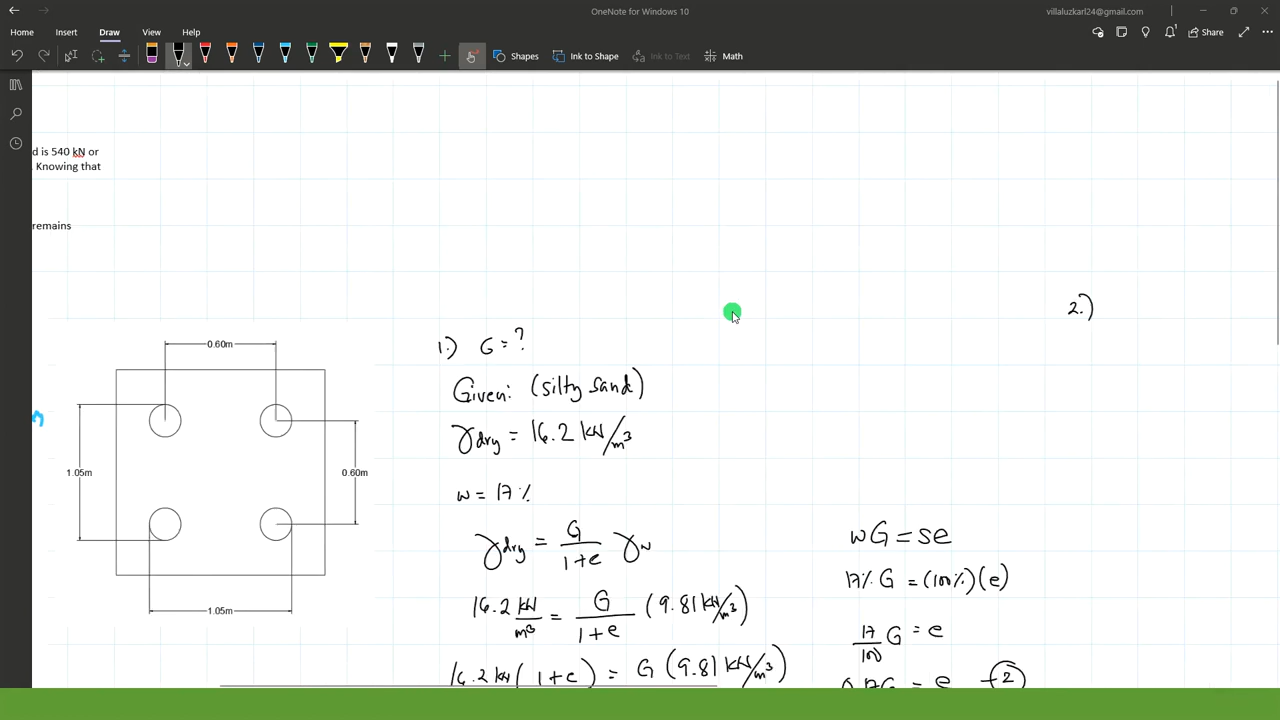 OneNote for Windows 10
villaluzkarl24@gmail.com
Home Insert Draw View Help
Share
Shapes Ink to Shape Ink to Text Math
d is 540 kN or
. Knowing that
remains
2.)
0.60m
1.05m
0.60m
1.05m
1.) G = ?
Given: (silty sand)
γdry = 16.2 kN/m³
w = 17 %
γdry = G/(1+e) γw
16.2 kN/m³ = G/(1+e) (9.81 kN/m³)
16.2 kN (1+e) = G (9.81 kN/m³)
wG = se
17% G = (100%)(e)
17/100 G = e
0.17G = e → 2